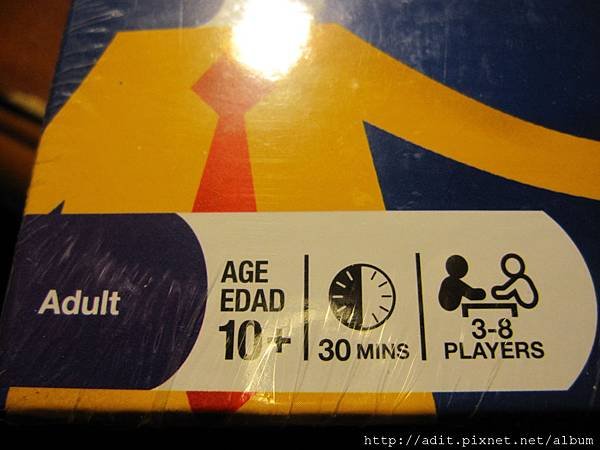 Adult
AGE
EDAD
10+
30 MINS
3-8
PLAYERS
http://adit.pixnet.net/album